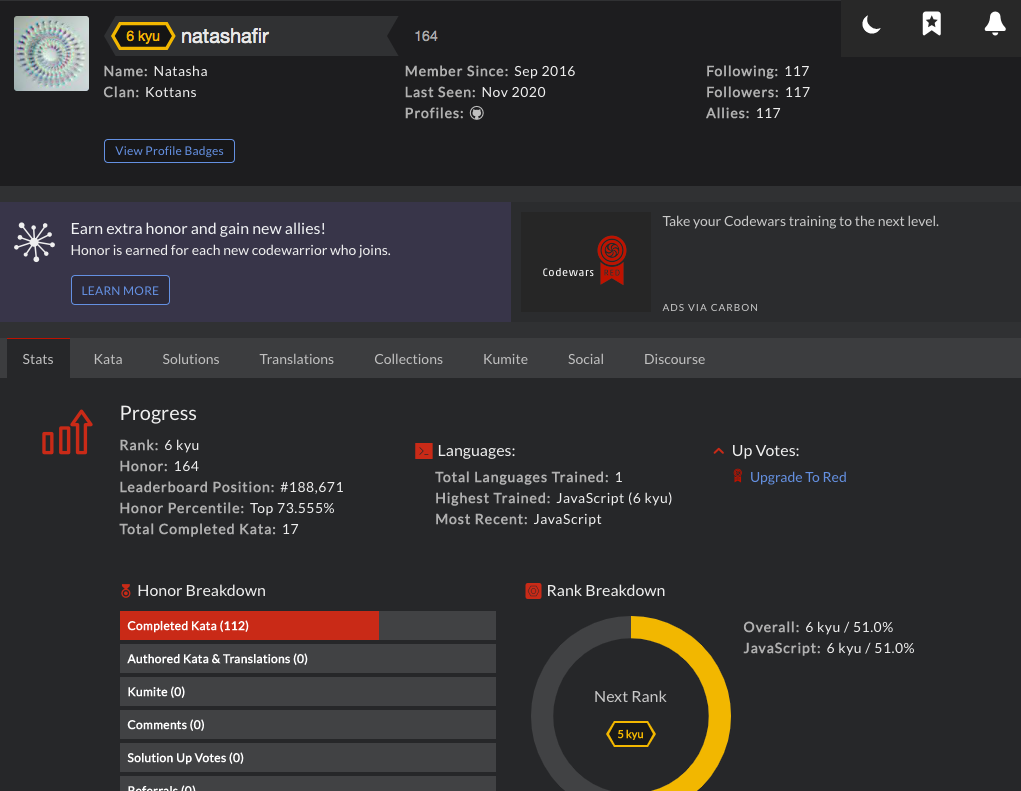 6 kyu natashafir 164
Name: Natasha
Clan: Kottans
Member Since: Sep 2016
Last Seen: Nov 2020
Profiles:
Following: 117
Followers: 117
Allies: 117
View Profile Badges
Earn extra honor and gain new allies!
Honor is earned for each new codewarrior who joins.
LEARN MORE
Codewars RED
Take your Codewars training to the next level.
ADS VIA CARBON
Stats Kata Solutions Translations Collections Kumite Social Discourse
Progress
Rank: 6 kyu
Honor: 164
Leaderboard Position: #188,671
Honor Percentile: Top 73.555%
Total Completed Kata: 17
Languages:
Total Languages Trained: 1
Highest Trained: JavaScript (6 kyu)
Most Recent: JavaScript
Up Votes:
Upgrade To Red
Honor Breakdown
Completed Kata (112)
Authored Kata & Translations (0)
Kumite (0)
Comments (0)
Solution Up Votes (0)
Referrals (0)
Rank Breakdown
Next Rank
5 kyu
Overall: 6 kyu / 51.0%
JavaScript: 6 kyu / 51.0%